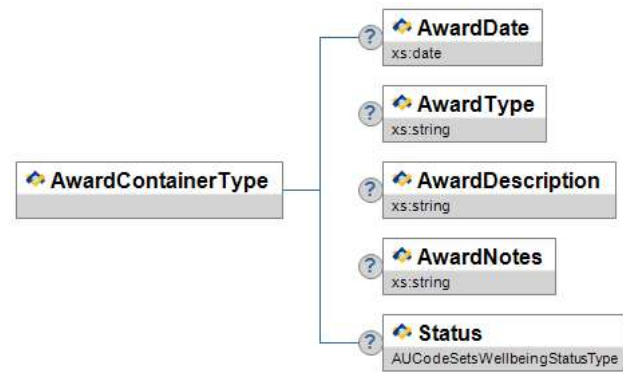 ?
AwardDate
xs:date
?
AwardType
xs:string
AwardContainerType
?
AwardDescription
xs:string
?
AwardNotes
xs:string
?
Status
AUCodeSetsWellbeingStatusType